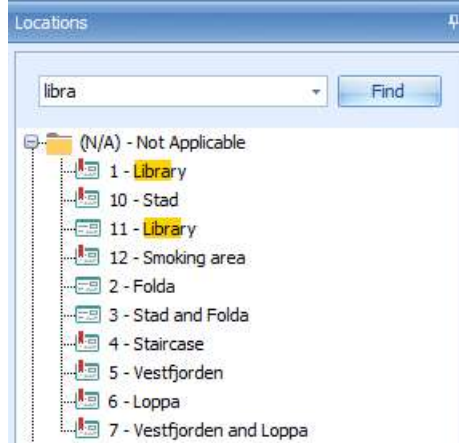 Locations
libra
Find
(N/A) - Not Applicable
1 - Library
10 - Stad
11 - Library
12 - Smoking area
2 - Folda
3 - Stad and Folda
4 - Staircase
5 - Vestfjorden
6 - Loppa
7 - Vestfjorden and Loppa